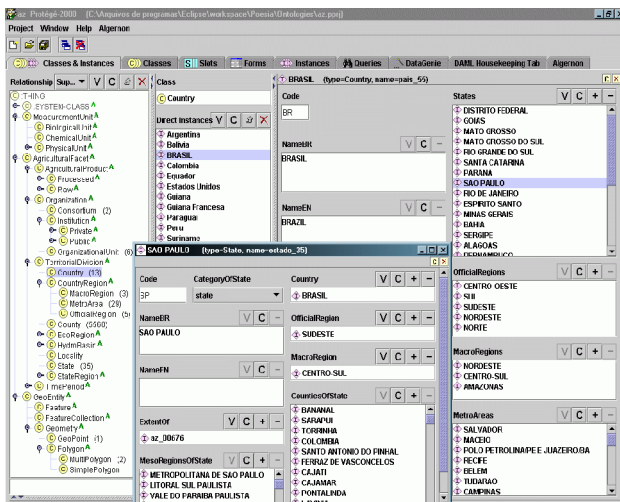 az Protégé-2000 (C:\Arquivos de programas\Eclipse\workspace\Poesia\Ontologies\az.pprj)
Project Window Help Algernon
Classes & Instances Classes Slots Forms Instances Queries DataGenie DAML Housekeeping Tab Algernon
Relationship Sup... V C X
THING
:SYSTEM-CLASS A
MeasurementUnit A
BiologicalUnit A
ChemicalUnit A
PhysicalUnit A
AgriculturalFacet A
AgriculturalProduct A
Processed A
Raw A
Organization A
Consortium (2)
Institution A
Private A
Public A
OrganizationalUnit (6)
TerritorialDivision A
Country (13)
CountryRegion A
MacroRegion (3)
MetroArea (29)
OfficialRegion (5)
County (5560)
EcoRegion A
HydroBasin A
Locality
State (35)
StateRegion A
TimePeriod A
GeoEntity A
Feature A
FeatureCollection A
Geometry A
GeoPoint (1)
Polygon A
MultiPolygon (2)
SimplePolygon
Class
Country
Direct Instances V C X
Argentina
Bolivia
BRASIL
Colombia
Equador
Estados Unidos
Guiana
Guiana Francesa
Paraguai
Peru
Suriname
BRASIL (type=Country, name=pais_55) C X
Code
BR
NameBR V C -
BRASIL
NameEN V C -
BRAZIL
States V C + -
DISTRITO FEDERAL
GOIAS
MATO GROSSO
MATO GROSSO DO SUL
RIO GRANDE DO SUL
SANTA CATARINA
PARANA
SAO PAULO
RIO DE JANEIRO
ESPIRITO SANTO
MINAS GERAIS
BAHIA
SERGIPE
ALAGOAS
PERNAMBUCO
OfficialRegions V C + -
CENTRO OESTE
SUL
SUDESTE
NORDESTE
NORTE
MacroRegions V C + -
NORDESTE
CENTRO-SUL
AMAZONAS
MetroAreas V C + -
SALVADOR
MACEIO
POLO PETROLINA/PE E JUAZEIRO/BA
RECIFE
BELEM
TUBARAO
CAMPINAS
SAO PAULO (type=State, name=estado_35)
C X
Code CategoryOfState
SP state
NameBR V C -
SAO PAULO
NameEN V C -
ExtentOf V C + -
az_00676
MesoRegionsOfState V C + -
METROPOLITANA DE SAO PAULO
LITORAL SUL PAULISTA
VALE DO PARAIBA PAULISTA
Country V C + -
BRASIL
OfficialRegion V C + -
SUDESTE
MacroRegion V C + -
CENTRO-SUL
CountiesOfState V C + -
BANANAL
SARAPUI
TORRINHA
COLOMBIA
SANTO ANTONIO DO PINHAL
FERRAZ DE VASCONCELOS
CAJATI
CAJAMAR
PONTALINDA